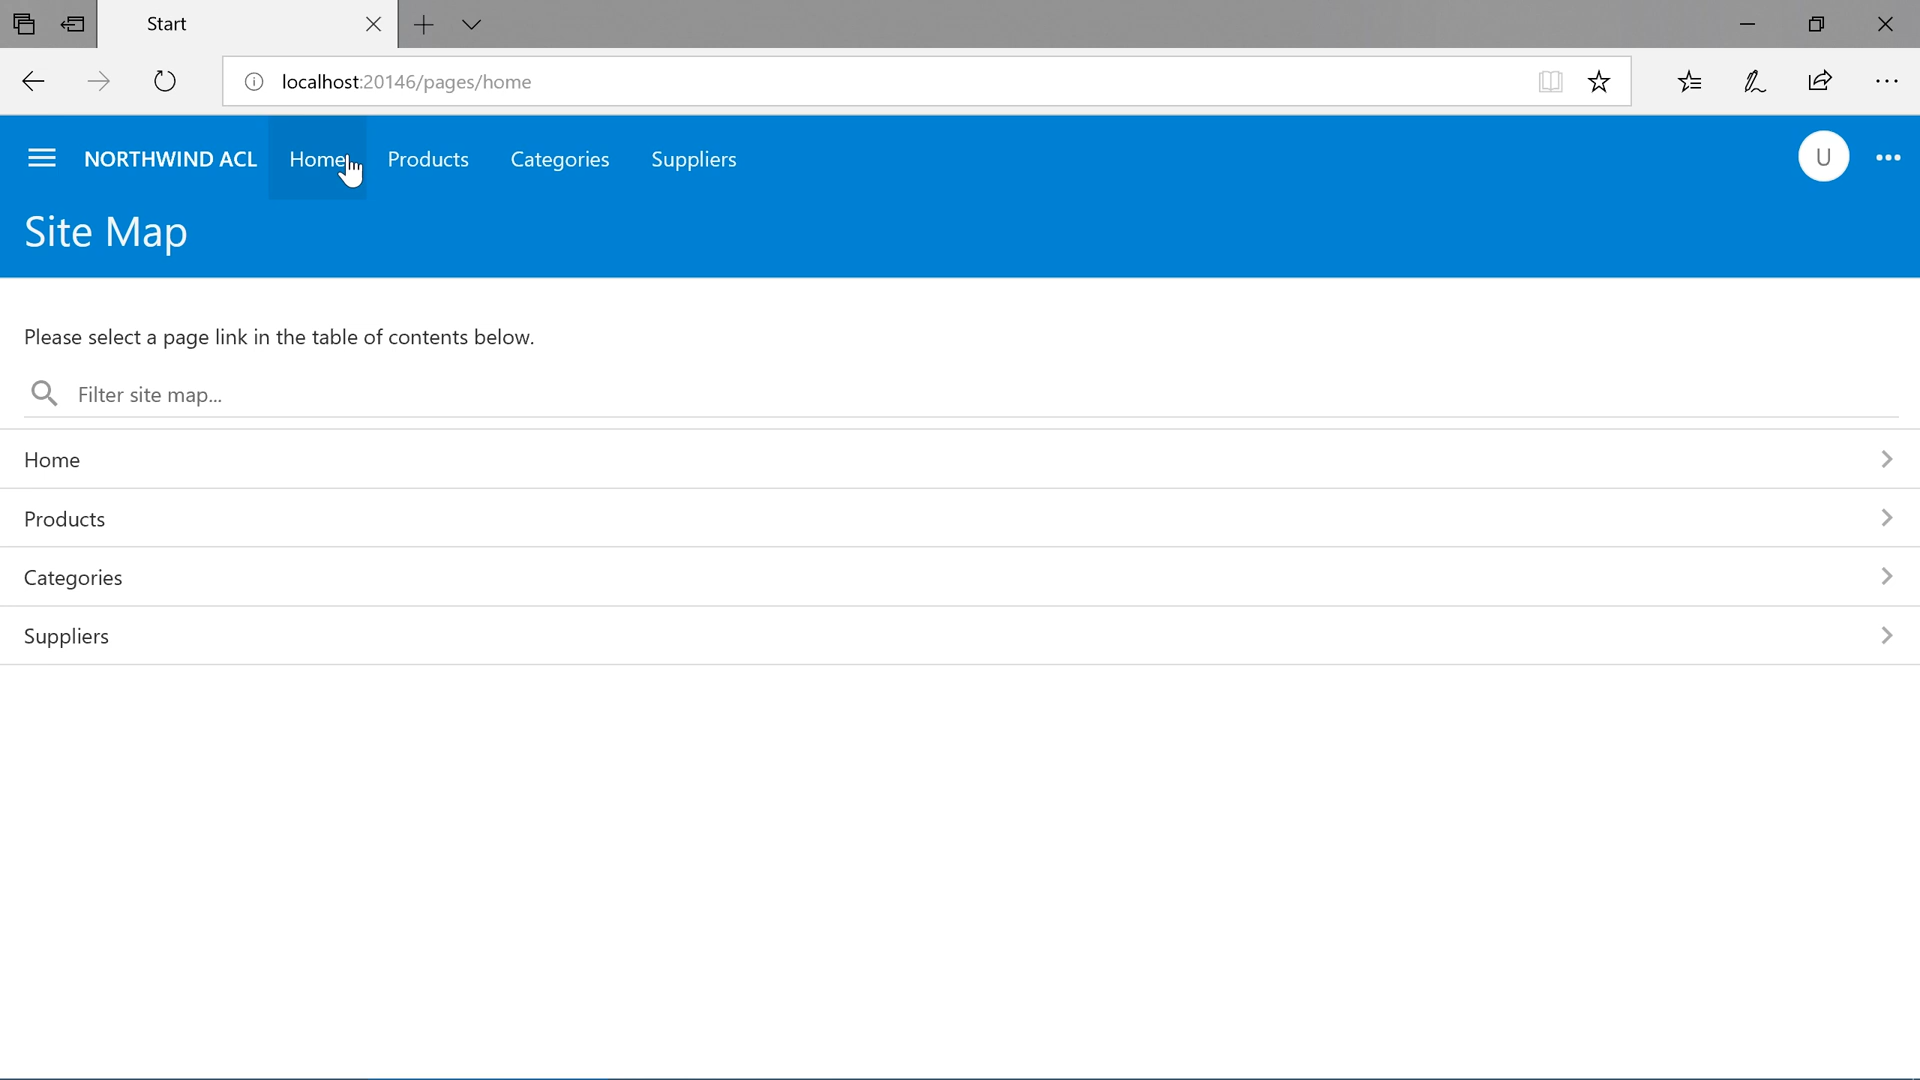 Start
localhost:20146/pages/home
NORTHWIND ACL Home Products Categories Suppliers U
Site Map
Please select a page link in the table of contents below.
Filter site map...
Home
Products
Categories
Suppliers